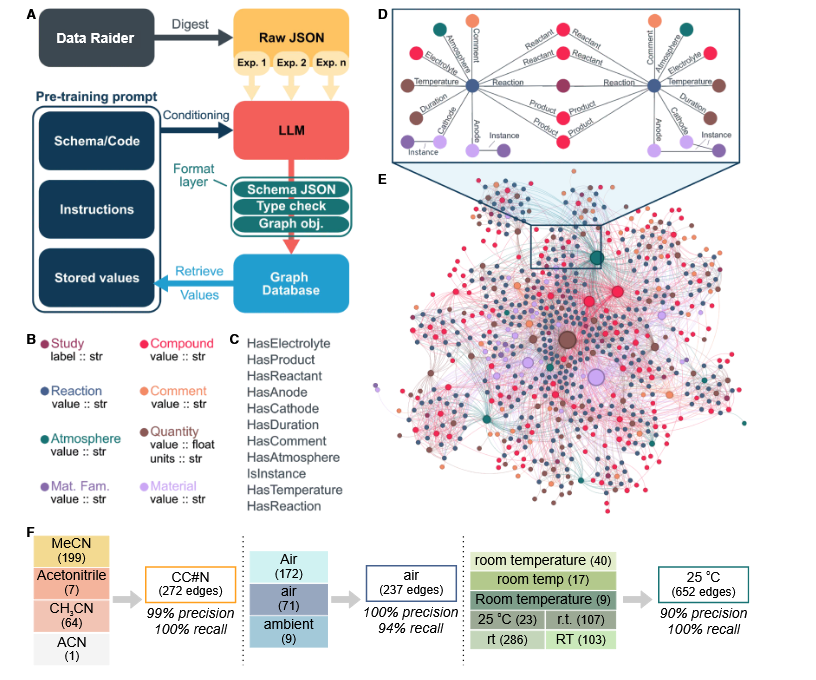 A
Data Raider
Digest
Raw JSON
Exp. 1
Exp. 2
Exp. n
Pre-training prompt
Conditioning
Schema/Code
LLM
Instructions
Format
layer
Schema JSON
Type check
Graph obj.
Stored values
Retrieve
Values
Graph
Database
B
Study
label :: str
Compound
value :: str
Reaction
value :: str
Comment
value :: str
Atmosphere
value :: str
Quantity
value :: float
units :: str
Mat. Fam.
value :: str
Material
value :: str
C
HasElectrolyte
HasProduct
HasReactant
HasAnode
HasCathode
HasDuration
HasComment
HasAtmosphere
IsInstance
HasTemperature
HasReaction
D
Atmosphere
Comment
Electrolyte
Temperature
Duration
Cathode
Anode
Instance
Instance
Reactant
Reactant
Reactant
Reactant
Reaction
Reaction
Product
Product
Product
Product
Comment
Atmosphere
Electrolyte
Temperature
Duration
Cathode
Anode
Instance
E
F
MeCN
(199)
Acetonitrile
(7)
CH₃CN
(64)
ACN
(1)
CC#N
(272 edges)
99% precision
100% recall
Air
(172)
air
(71)
ambient
(9)
air
(237 edges)
100% precision
94% recall
room temperature (40)
room temp (17)
Room temperature (9)
25 °C (23)
r.t. (107)
rt (286)
RT (103)
25 °C
(652 edges)
90% precision
100% recall